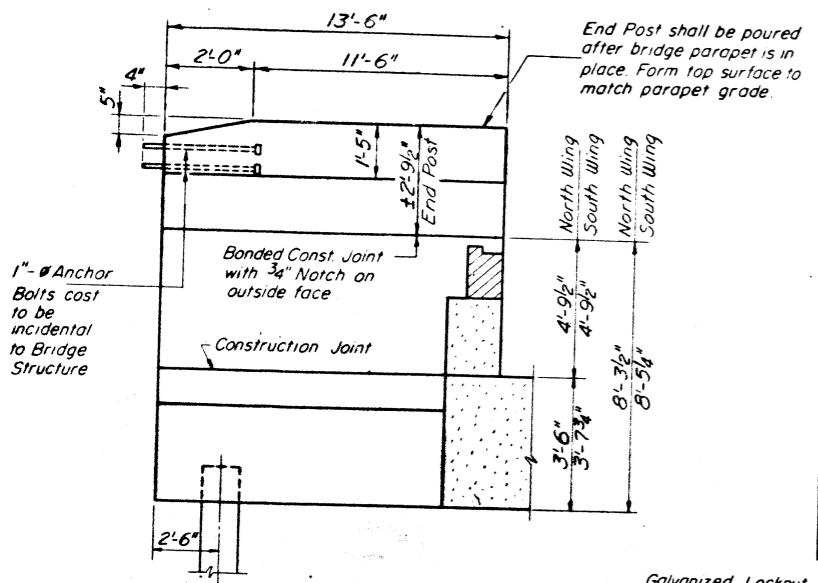 13'-6"
2'-0"
11'-6"
4"
5"
End Post shall be poured
after bridge parapet is in
place. Form top surface to
match parapet grade.
1'-5"
±2'-9½"
End Post
North Wing
South Wing
North Wing
South Wing
Bonded Const. Joint
with ¾" Notch on
outside face
1"-ø Anchor
Bolts cost
to be
incidental
to Bridge
Structure
Construction Joint
4'-9½"
4'-9½"
8'-3½"
8'-5¼"
3'-6"
3'-7¾"
2'-6"
Galvanized Locknut